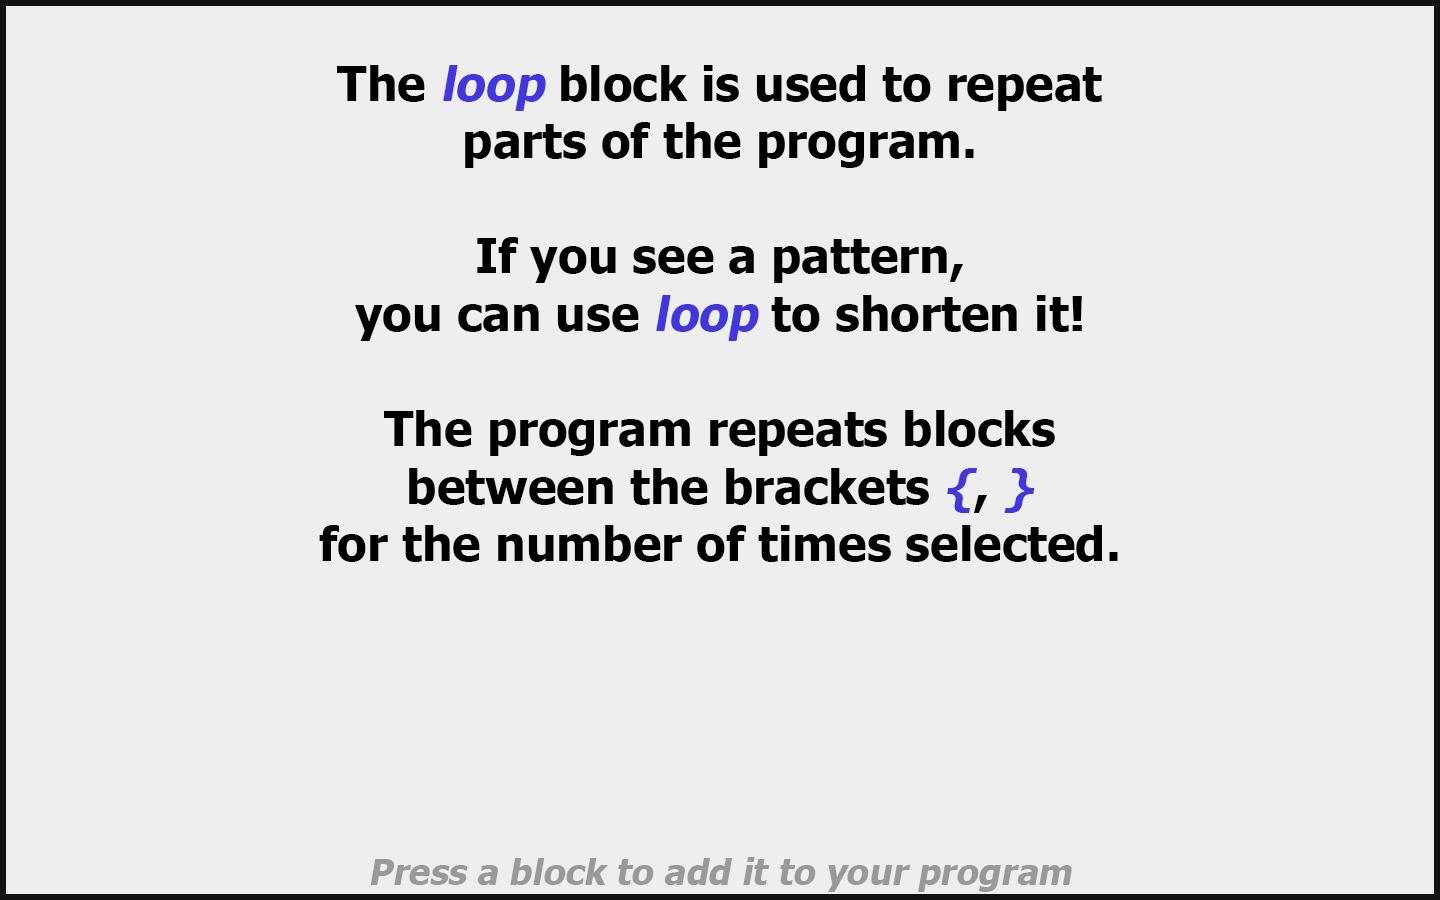 The loop block is used to repeat
parts of the program.
If you see a pattern,
you can use loop to shorten it!
The program repeats blocks
between the brackets {, }
for the number of times selected.
Press a block to add it to your program